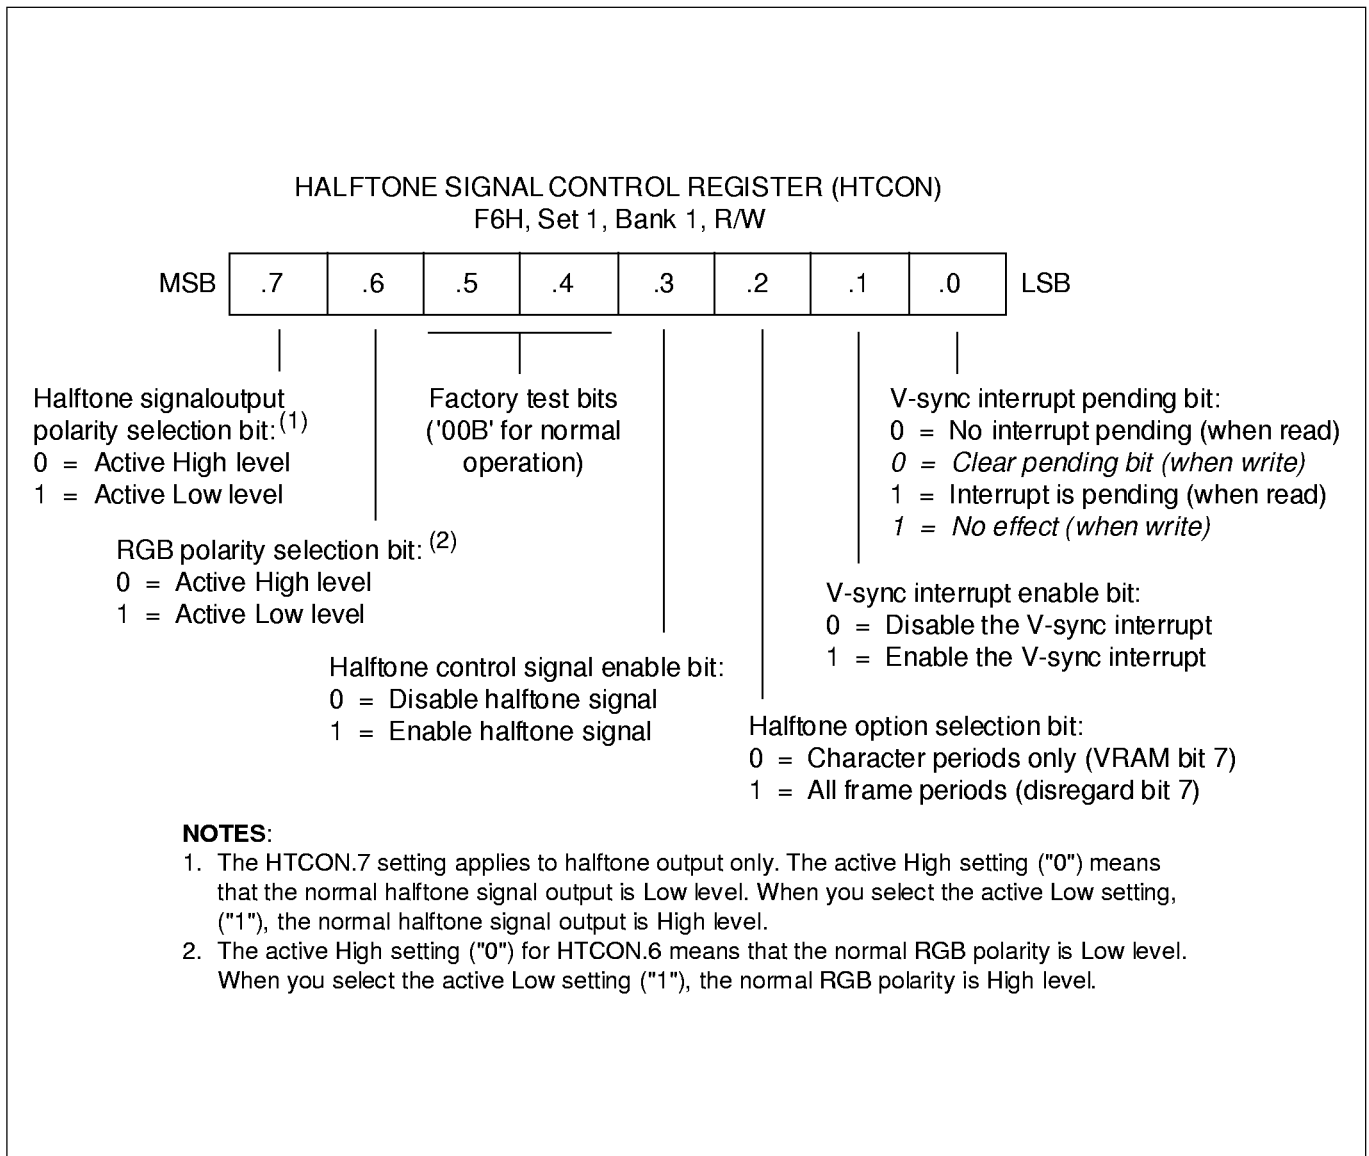 HALFTONE SIGNAL CONTROL REGISTER (HTCON)
F6H, Set 1, Bank 1, R/W
MSB .7 .6 .5 .4 .3 .2 .1 .0 LSB
Halftone signaloutput
polarity selection bit:(1)
0 = Active High level
1 = Active Low level
RGB polarity selection bit: (2)
0 = Active High level
1 = Active Low level
Factory test bits
('00B' for normal
operation)
Halftone control signal enable bit:
0 = Disable halftone signal
1 = Enable halftone signal
V-sync interrupt pending bit:
0 = No interrupt pending (when read)
0 = Clear pending bit (when write)
1 = Interrupt is pending (when read)
1 = No effect (when write)
V-sync interrupt enable bit:
0 = Disable the V-sync interrupt
1 = Enable the V-sync interrupt
Halftone option selection bit:
0 = Character periods only (VRAM bit 7)
1 = All frame periods (disregard bit 7)
NOTES:
1. The HTCON.7 setting applies to halftone output only. The active High setting ("0") means
that the normal halftone signal output is Low level. When you select the active Low setting,
("1"), the normal halftone signal output is High level.
2. The active High setting ("0") for HTCON.6 means that the normal RGB polarity is Low level.
When you select the active Low setting ("1"), the normal RGB polarity is High level.